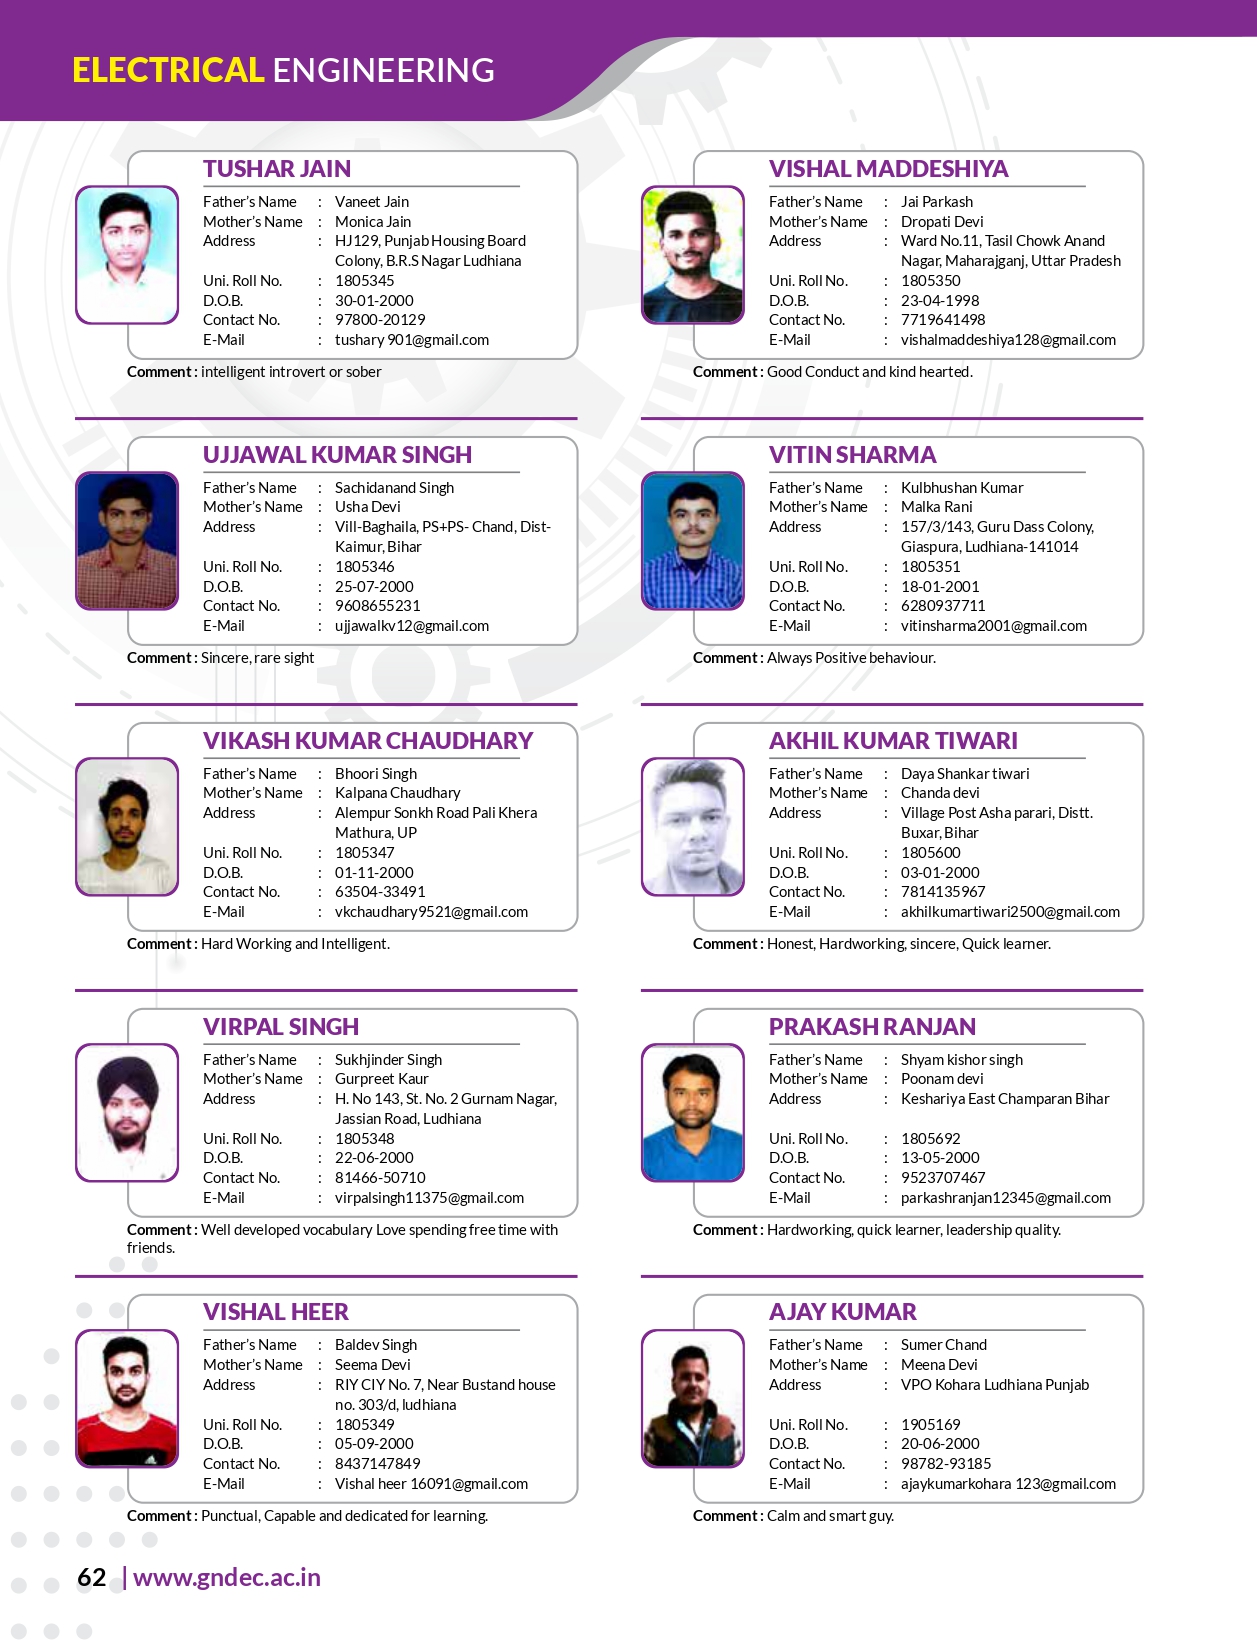 ELECTRICAL ENGINEERING
TUSHAR JAIN
Father's Name : Vaneet Jain
Mother's Name : Monica Jain
Address : HJ129, Punjab Housing Board
Colony, B.R.S Nagar Ludhiana
Uni. Roll No. : 1805345
D.O.B. : 30-01-2000
Contact No. : 97800-20129
E-Mail : tushary 901@gmail.com
Comment : intelligent introvert or sober
UJJAWAL KUMAR SINGH
Father's Name : Sachidanand Singh
Mother's Name : Usha Devi
Address : Vill-Baghaila, PS+PS- Chand, Dist-
Kaimur, Bihar
Uni. Roll No. : 1805346
D.O.B. : 25-07-2000
Contact No. : 9608655231
E-Mail : ujjawalkv12@gmail.com
Comment : Sincere, rare sight
VIKASH KUMAR CHAUDHARY
Father's Name : Bhoori Singh
Mother's Name : Kalpana Chaudhary
Address : Alempur Sonkh Road Pali Khera
Mathura, UP
Uni. Roll No. : 1805347
D.O.B. : 01-11-2000
Contact No. : 63504-33491
E-Mail : vkchaudhary9521@gmail.com
Comment : Hard Working and Intelligent.
VIRPAL SINGH
Father's Name : Sukhjinder Singh
Mother's Name : Gurpreet Kaur
Address : H. No 143, St. No. 2 Gurnam Nagar,
Jassian Road, Ludhiana
Uni. Roll No. : 1805348
D.O.B. : 22-06-2000
Contact No. : 81466-50710
E-Mail : virpalsingh11375@gmail.com
Comment : Well developed vocabulary Love spending free time with
friends.
VISHAL HEER
Father's Name : Baldev Singh
Mother's Name : Seema Devi
Address : RIY CIY No. 7, Near Bustand house
no. 303/d, ludhiana
Uni. Roll No. : 1805349
D.O.B. : 05-09-2000
Contact No. : 8437147849
E-Mail : Vishal heer 16091@gmail.com
Comment : Punctual, Capable and dedicated for learning.
VISHAL MADDESHIYA
Father's Name : Jai Parkash
Mother's Name : Dropati Devi
Address : Ward No.11, Tasil Chowk Anand
Nagar, Maharajganj, Uttar Pradesh
Uni. Roll No. : 1805350
D.O.B. : 23-04-1998
Contact No. : 7719641498
E-Mail : vishalmaddeshiya128@gmail.com
Comment : Good Conduct and kind hearted.
VITIN SHARMA
Father's Name : Kulbhushan Kumar
Mother's Name : Malka Rani
Address : 157/3/143, Guru Dass Colony,
Giaspura, Ludhiana-141014
Uni. Roll No. : 1805351
D.O.B. : 18-01-2001
Contact No. : 6280937711
E-Mail : vitinsharma2001@gmail.com
Comment : Always Positive behaviour.
AKHIL KUMAR TIWARI
Father's Name : Daya Shankar tiwari
Mother's Name : Chanda devi
Address : Village Post Asha parari, Distt.
Buxar, Bihar
Uni. Roll No. : 1805600
D.O.B. : 03-01-2000
Contact No. : 7814135967
E-Mail : akhilkumartiwari2500@gmail.com
Comment : Honest, Hardworking, sincere, Quick learner.
PRAKASH RANJAN
Father's Name : Shyam kishor singh
Mother's Name : Poonam devi
Address : Keshariya East Champaran Bihar
Uni. Roll No. : 1805692
D.O.B. : 13-05-2000
Contact No. : 9523707467
E-Mail : parkashranjan12345@gmail.com
Comment : Hardworking, quick learner, leadership quality.
AJAY KUMAR
Father's Name : Sumer Chand
Mother's Name : Meena Devi
Address : VPO Kohara Ludhiana Punjab
Uni. Roll No. : 1905169
D.O.B. : 20-06-2000
Contact No. : 98782-93185
E-Mail : ajaykumarkohara 123@gmail.com
Comment : Calm and smart guy.
62 | www.gndec.ac.in